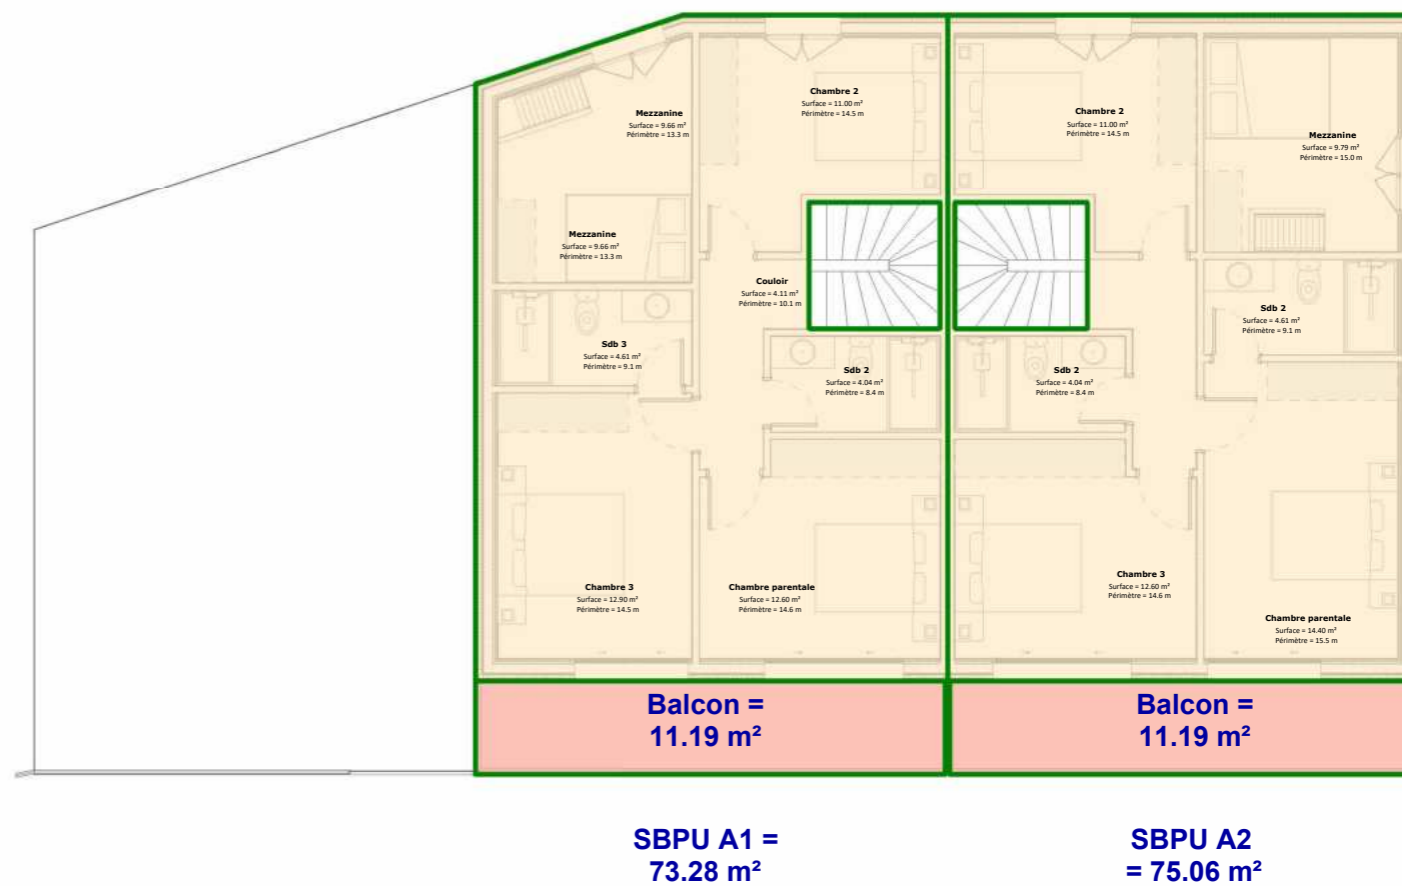 Chambre 2
Surface = 11.00 m²
Périmètre = 14.5 m
Chambre 2
Surface = 11.00 m²
Périmètre = 14.5 m
Mezzanine
Surface = 9.66 m²
Périmètre = 13.3 m
Mezzanine
Surface = 9.79 m²
Périmètre = 15.0 m
Mezzanine
Surface = 9.66 m²
Périmètre = 13.3 m
Couloir
Surface = 4.11 m²
Périmètre = 10.1 m
Sdb 2
Surface = 4.61 m²
Périmètre = 9.1 m
Sdb 3
Surface = 4.61 m²
Périmètre = 9.1 m
Sdb 2
Surface = 4.04 m²
Périmètre = 8.4 m
Sdb 2
Surface = 4.04 m²
Périmètre = 8.4 m
Chambre 3
Surface = 12.90 m²
Périmètre = 14.5 m
Chambre parentale
Surface = 12.60 m²
Périmètre = 14.6 m
Chambre 3
Surface = 12.60 m²
Périmètre = 14.6 m
Chambre parentale
Surface = 14.40 m²
Périmètre = 15.5 m
Balcon =
11.19 m²
Balcon =
11.19 m²
SBPU A1 =
73.28 m²
SBPU A2
= 75.06 m²